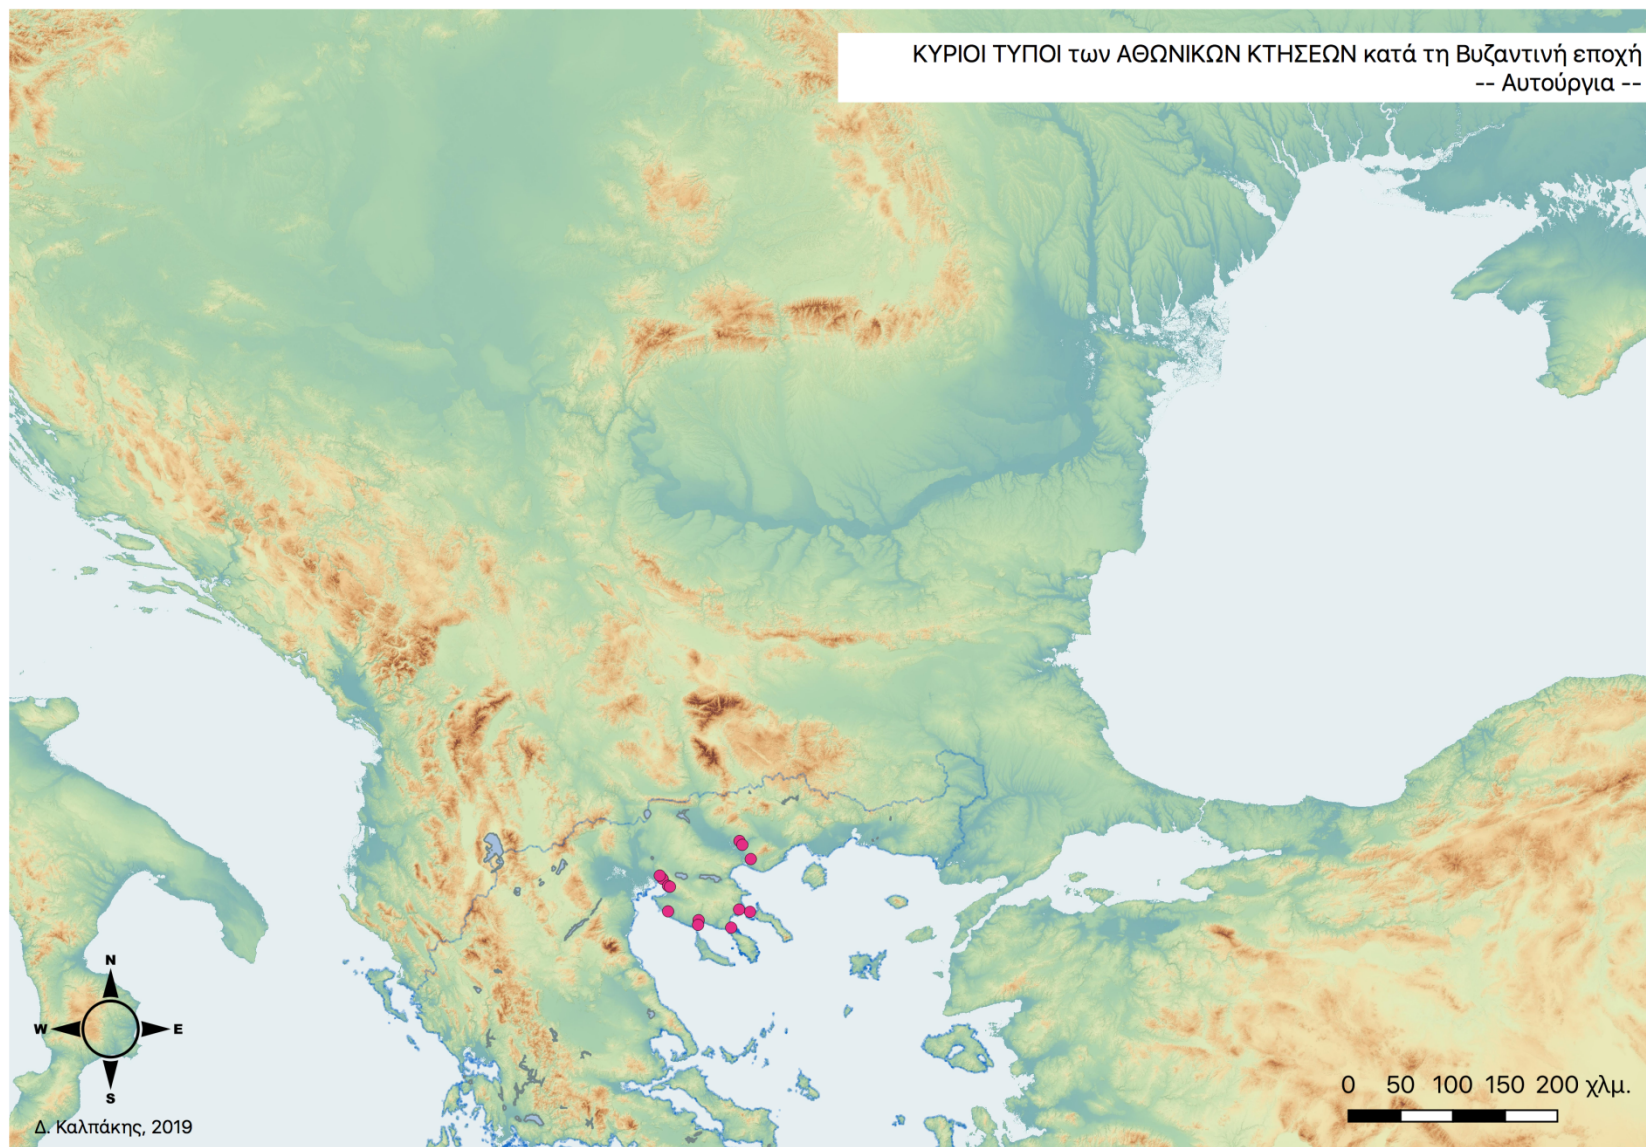 ΚΥΡΙΟΙ ΤΥΠΟΙ των ΑΘΩΝΙΚΩΝ ΚΤΗΣΕΩΝ κατά τη Βυζαντινή εποχή
-- Αυτούργια --
N
W E
S
0 50 100 150 200 χλμ.
Δ. Καλπάκης, 2019